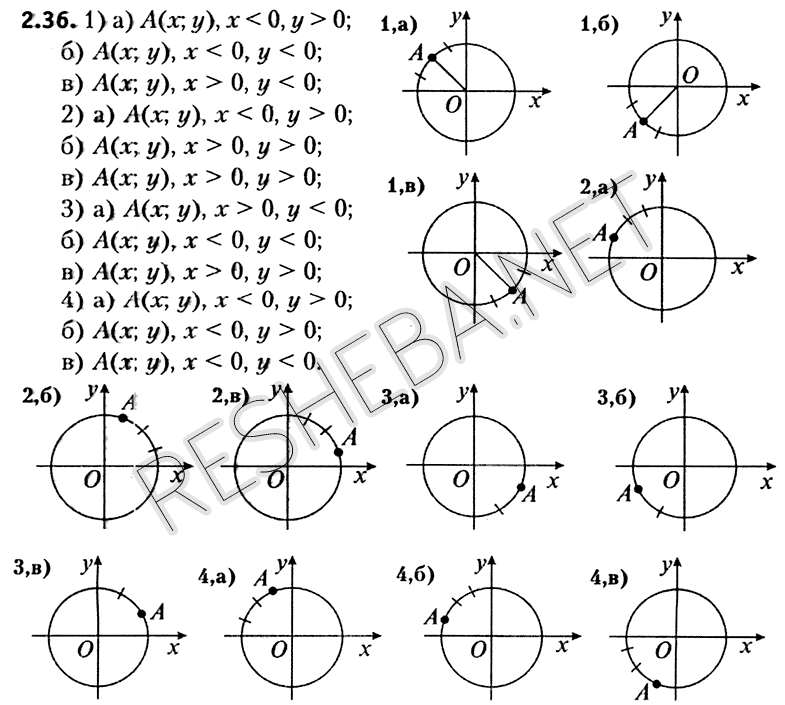 2.36. 1) а) A(x; y), x < 0, y > 0;
б) A(x; y), x < 0, y < 0;
в) A(x; y), x > 0, y < 0;
2) а) A(x; y), x < 0, y > 0;
б) A(x; y), x > 0, y > 0;
в) A(x; y), x > 0, y > 0;
3) а) A(x; y), x > 0, y < 0;
б) A(x; y), x < 0, y < 0;
в) A(x; y), x > 0, y > 0;
4) а) A(x; y), x < 0, y > 0;
б) A(x; y), x < 0, y > 0;
в) A(x; y), x < 0, y < 0.
1,а) y A O x
1,б) y O A x
1,в) y O x A
2,а) y A O x
2,б) y A O x
2,в) y A O x
3,а) y O x A
3,б) y O x A
3,в) y A O x
4,а) A y O x
4,б) y A O x
4,в) y O x A
RESHEBA.NET